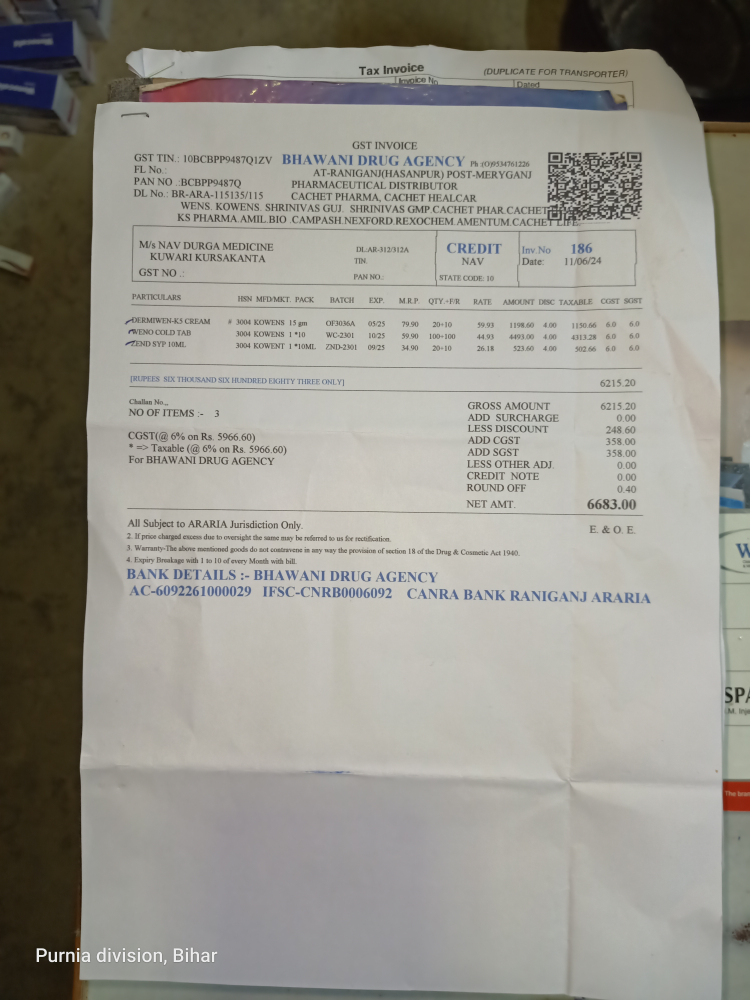 Tax Invoice (DUPLICATE FOR TRANSPORTER)
Invoice No. Dated
GST INVOICE
GST TIN.: 10BCBPP9487Q1ZV BHAWANI DRUG AGENCY Ph :(O)9534761226
FL No.: AT-RANIGANJ(HASANPUR) POST-MERYGANJ
PAN NO .:BCBPP9487Q PHARMACEUTICAL DISTRIBUTOR
DL No.: BR-ARA-115135/115 CACHET PHARMA, CACHET HEALCAR
WENS. KOWENS. SHRINIVAS GUJ. SHRINIVAS GMP.CACHET PHAR.CACHET
KS PHARMA.AMIL.BIO .CAMPASH.NEXFORD.REXOCHEM.AMENTUM.CACHET LIFE
M/s NAV DURGA MEDICINE DL:AR-312/312A CREDIT Inv.No 186
KUWARI KURSAKANTA TIN. NAV Date: 11/06/24
GST NO .: PAN NO.: STATE CODE: 10
PARTICULARS HSN MFD/MKT. PACK BATCH EXP. M.R.P. QTY.+F/R RATE AMOUNT DISC TAXABLE CGST SGST
DERMIWEN-K5 CREAM # 3004 KOWENS 15 gm OF3036A 05/25 79.90 20+10 59.93 1198.60 4.00 1150.66 6.0 6.0
WENO COLD TAB 3004 KOWENS 1 *10 WC-2301 10/25 59.90 100+100 44.93 4493.00 4.00 4313.28 6.0 6.0
ZEND SYP 10ML 3004 KOWENT 1 *10ML ZND-2301 09/25 34.90 20+10 26.18 523.60 4.00 502.66 6.0 6.0
[RUPEES SIX THOUSAND SIX HUNDRED EIGHTY THREE ONLY] 6215.20
Challan No.,,
NO OF ITEMS :- 3
GROSS AMOUNT 6215.20
ADD SURCHARGE 0.00
LESS DISCOUNT 248.60
CGST(@ 6% on Rs. 5966.60) ADD CGST 358.00
* => Taxable (@ 6% on Rs. 5966.60) ADD SGST 358.00
For BHAWANI DRUG AGENCY LESS OTHER ADJ. 0.00
CREDIT NOTE 0.00
ROUND OFF 0.40
NET AMT. 6683.00
All Subject to ARARIA Jurisdiction Only. E. & O. E.
2. If price charged excess due to oversight the same may be referred to us for rectification.
3. Warranty-The above mentioned goods do not contravene in any way the provision of section 18 of the Drug & Cosmetic Act 1940.
4. Expiry Breakage with 1 to 10 of every Month with bill.
BANK DETAILS :- BHAWANI DRUG AGENCY
AC-6092261000029 IFSC-CNRB0006092 CANRA BANK RANIGANJ ARARIA
SPA
The
Purnia division, Bihar